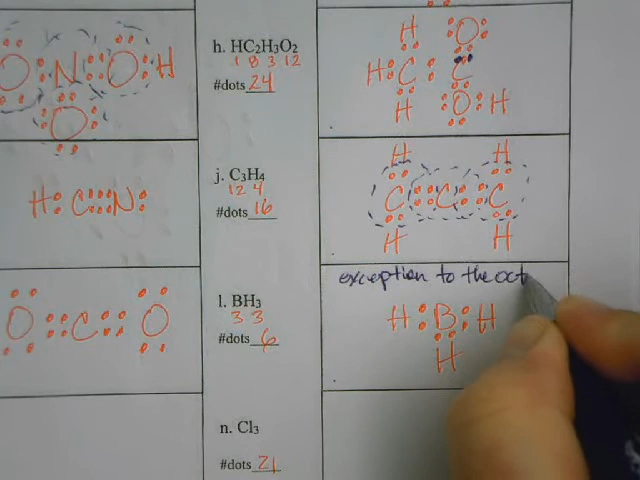 O N O H
O
h. HC2H3O2
1 8 3 12
#dots 24
H O
H C C
H O H
H C N
j. C3H4
12 4
#dots 16
H H
C C C
H H
O C O
l. BH3
3 3
#dots 6
exception to the oct
H B H
H
n. Cl3
#dots 21